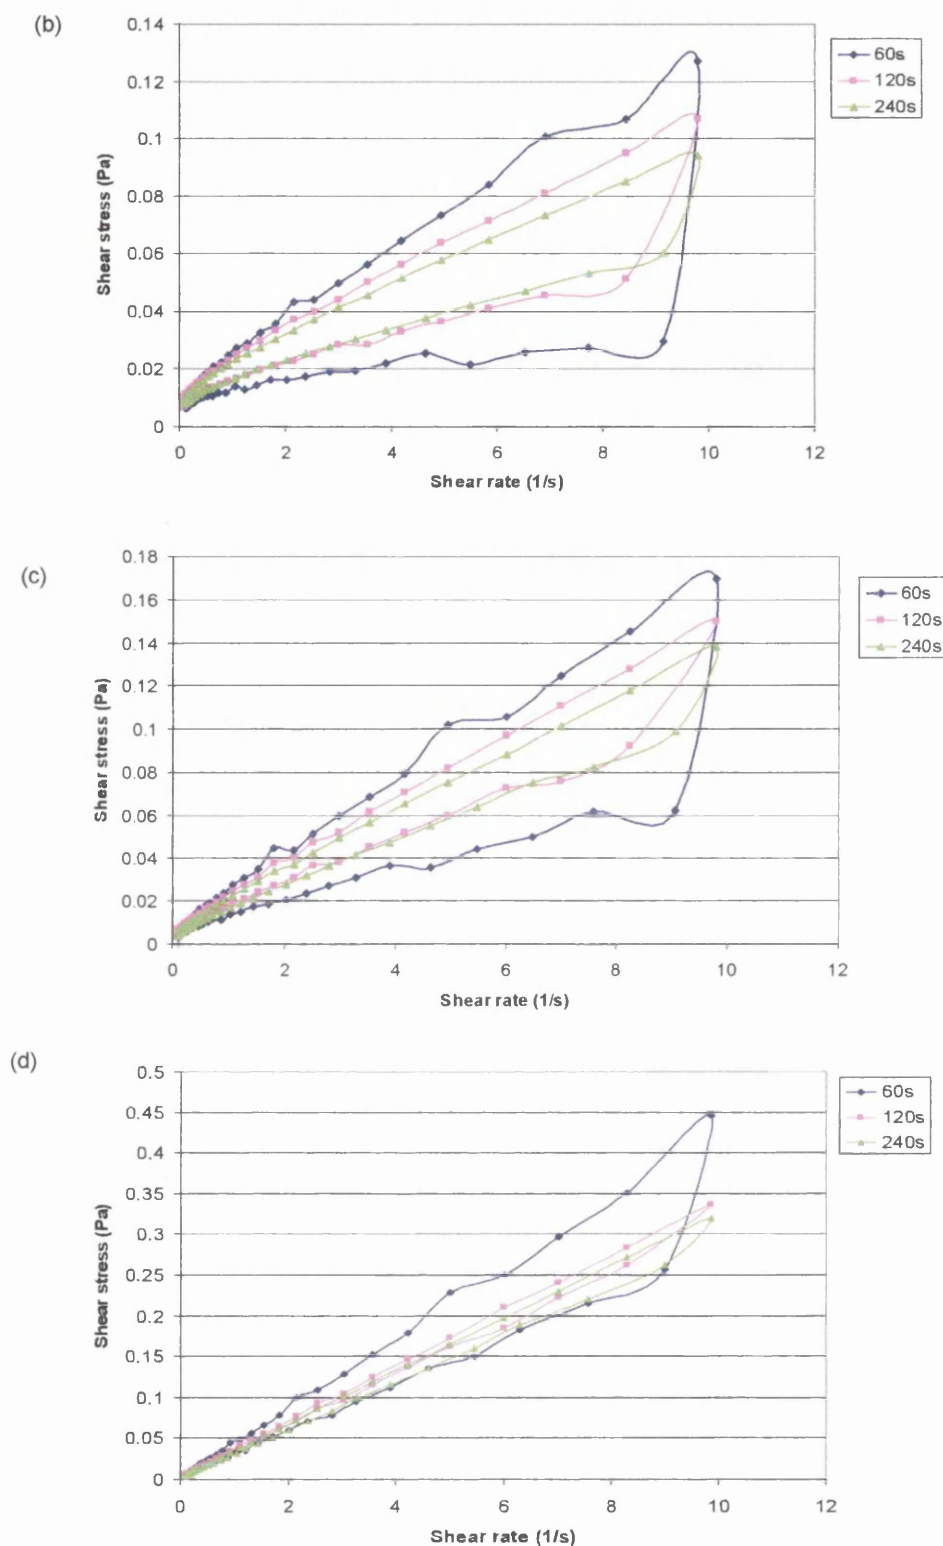 (b)
0.14
0.12
0.1
0.08
0.06
0.04
0.02
0
Shear stress (Pa)
0 2 4 6 8 10 12
Shear rate (1/s)
60s
120s
240s
(c)
0.18
0.16
0.14
0.12
0.1
0.08
0.06
0.04
0.02
0
Shear stress (Pa)
0 2 4 6 8 10 12
Shear rate (1/s)
60s
120s
240s
(d)
0.5
0.45
0.4
0.35
0.3
0.25
0.2
0.15
0.1
0.05
0
Shear stress (Pa)
0 2 4 6 8 10 12
Shear rate (1/s)
60s
120s
240s